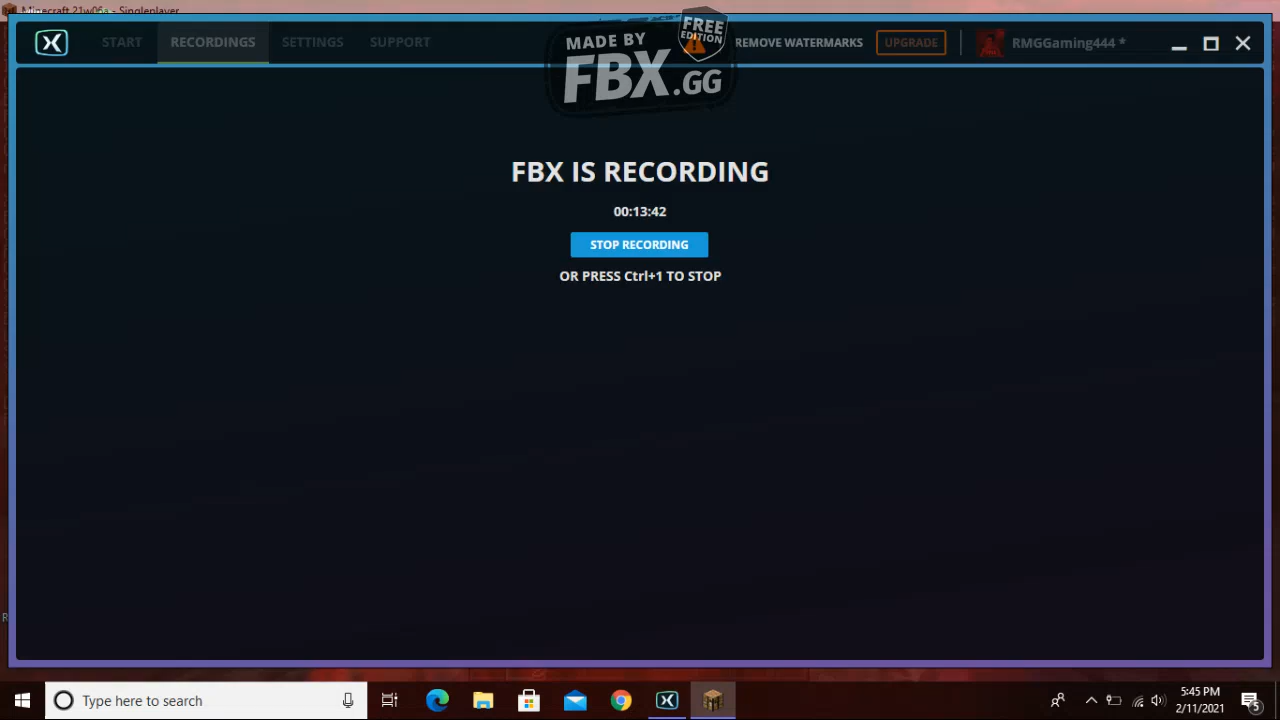 Minecraft 21w06a - Singleplayer
START RECORDINGS SETTINGS SUPPORT
MADE BY
FBX.GG
FREE
EDITION
REMOVE WATERMARKS UPGRADE RMGGaming444 *
FBX IS RECORDING
00:13:42
STOP RECORDING
OR PRESS Ctrl+1 TO STOP
R
Type here to search
5:45 PM
2/11/2021
5